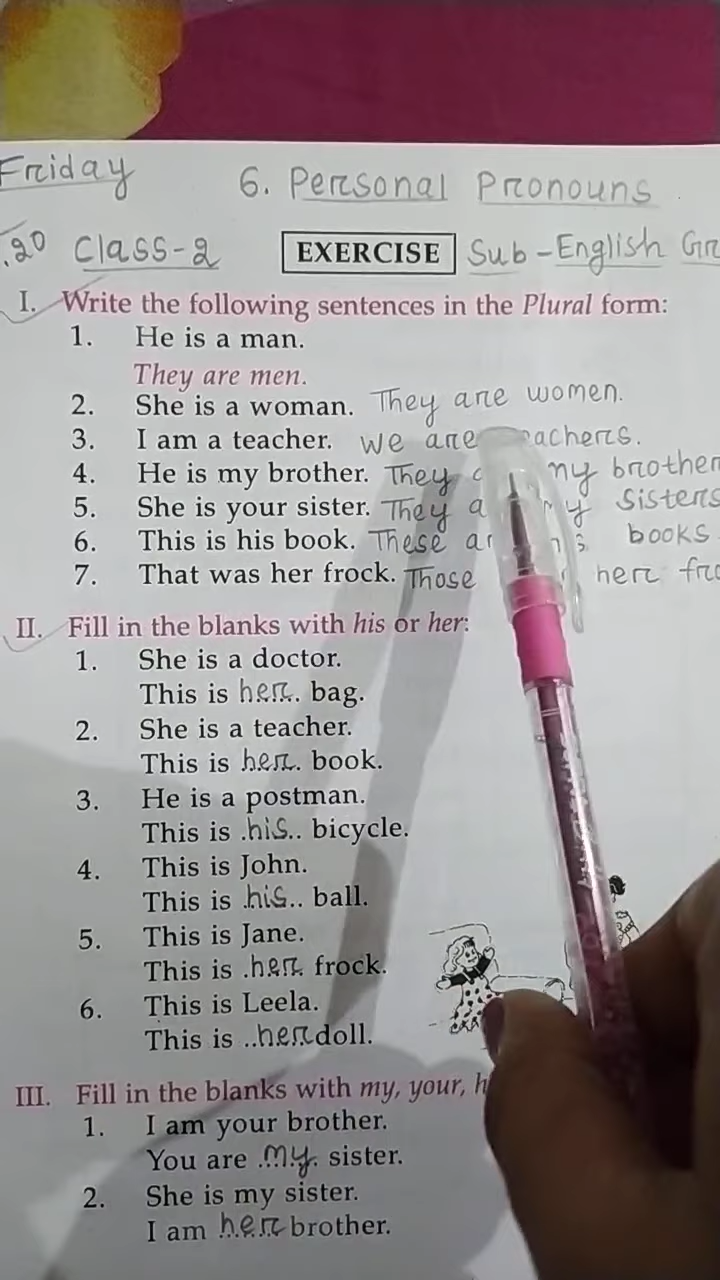 Friday 6. Personal Pronouns
.20 Class-2 EXERCISE Sub - English
I. Write the following sentences in the Plural form:
1. He is a man.
They are men.
2. She is a woman. They are women.
3. I am a teacher. We are
4. He is my brother. They my brother
5. She is your sister. They sisters
6. This is his book. These books
7. That was her frock. Those her
II. Fill in the blanks with his or her:
1. She is a doctor.
This is her. bag.
2. She is a teacher.
This is her. book.
3. He is a postman.
This is .his.. bicycle.
4. This is John.
This is .his.. ball.
5. This is Jane.
This is .her. frock.
6. This is Leela.
This is ..her doll.
III. Fill in the blanks with my, your,
1. I am your brother.
You are .my. sister.
2. She is my sister.
I am her brother.